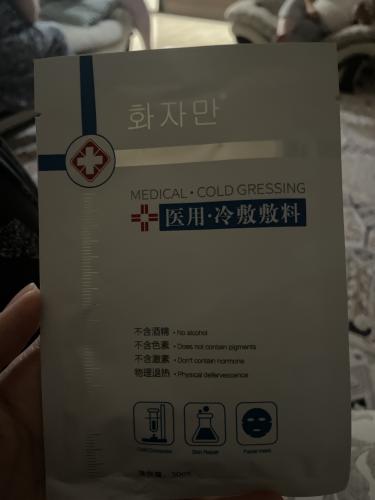 화자만
MEDICAL · COLD GRESSING
医用·冷敷敷料
不含酒精 · No alcohol
不含色素 · Does not contain pigments
不含激素 · Don't contain hormone
物理退热 · Physical defervescence
Cold Compress
Skin Repair
Facial mask